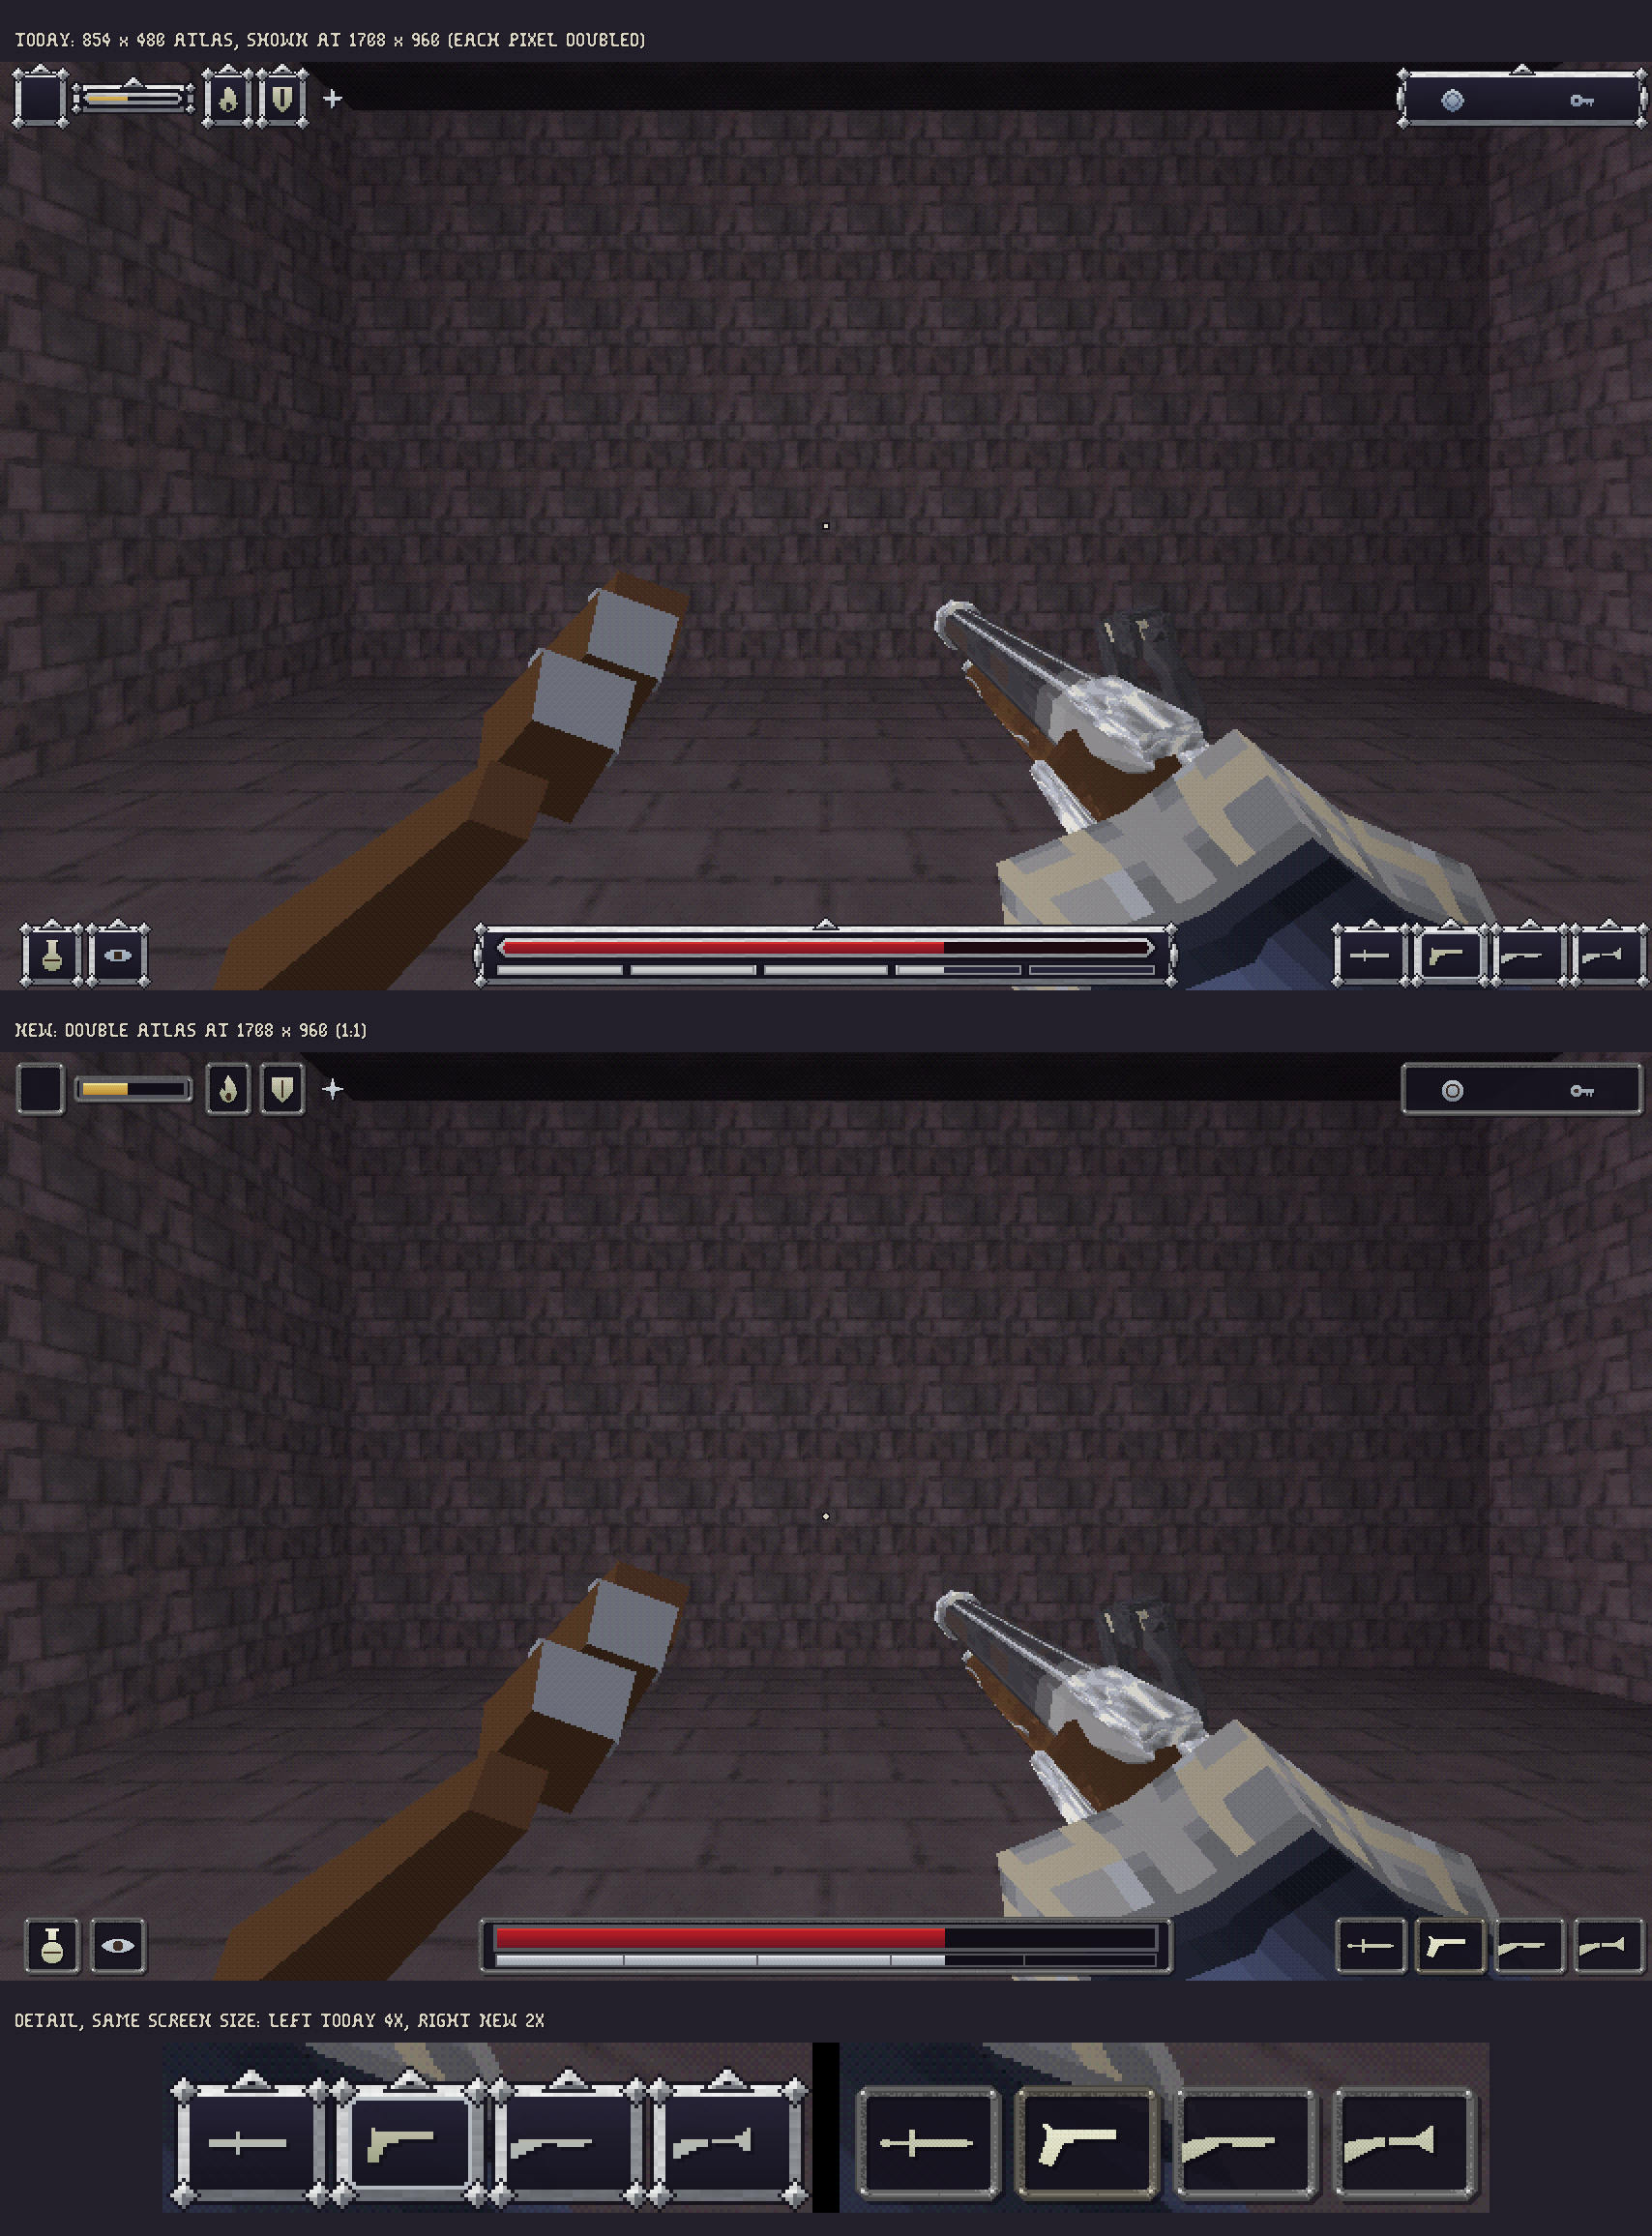 TODAY: 854 x 480 ATLAS, SHOWN AT 1708 x 960 (EACH PIXEL DOUBLED)
NEW: DOUBLE ATLAS AT 1708 x 960 (1:1)
DETAIL, SAME SCREEN SIZE: LEFT TODAY 4X, RIGHT NEW 2X